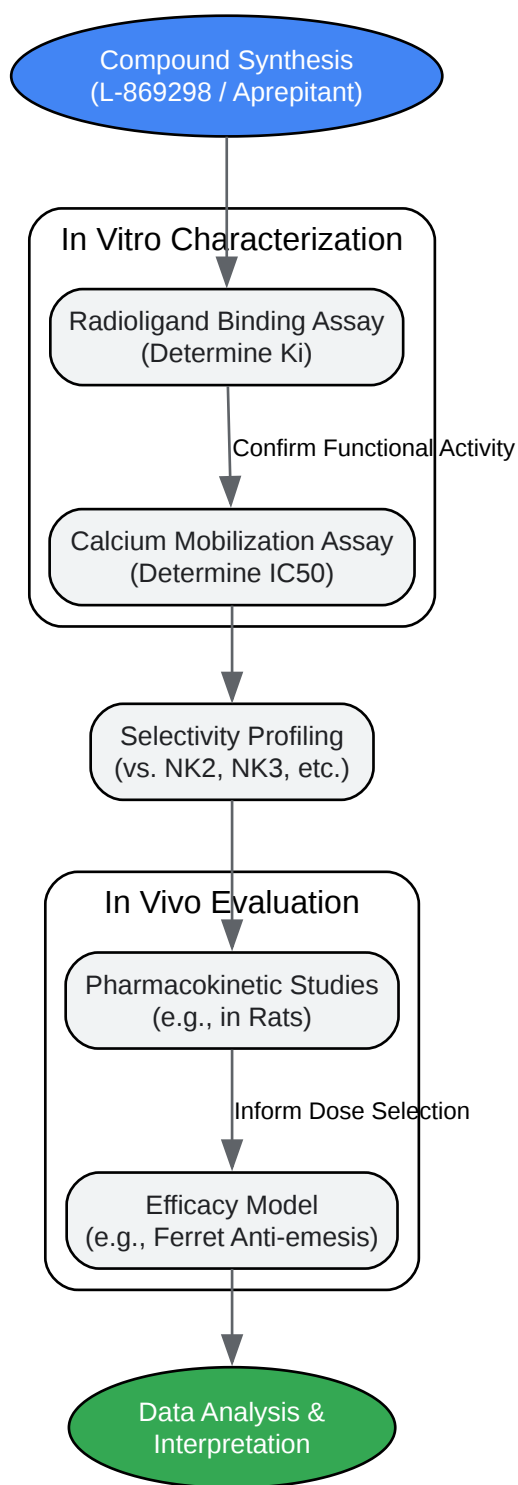 Compound Synthesis
(L-869298 / Aprepitant)
In Vitro Characterization
Radioligand Binding Assay
(Determine Ki)
Confirm Functional Activity
Calcium Mobilization Assay
(Determine IC50)
Selectivity Profiling
(vs. NK2, NK3, etc.)
In Vivo Evaluation
Pharmacokinetic Studies
(e.g., in Rats)
Inform Dose Selection
Efficacy Model
(e.g., Ferret Anti-emesis)
Data Analysis &
Interpretation